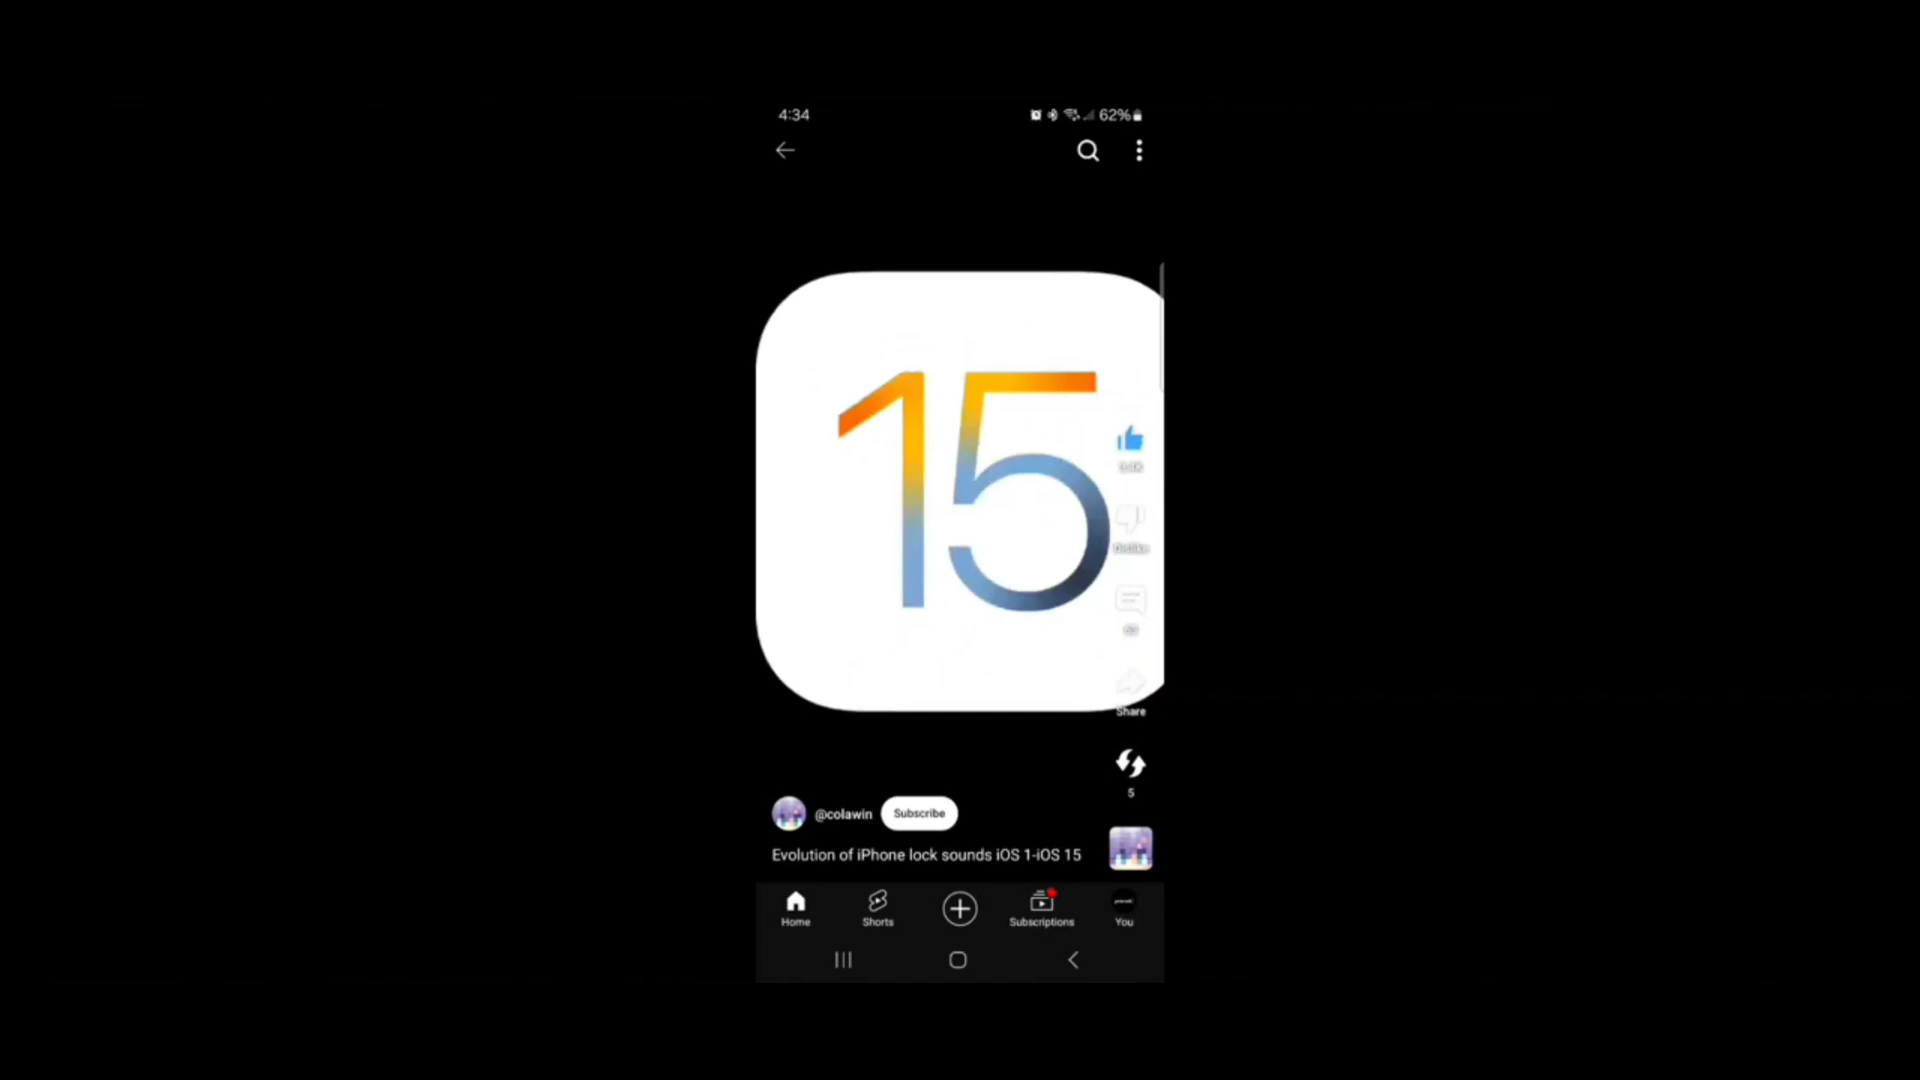 4:34
62%
15
Dislike
Share
5
@colawin
Subscribe
Evolution of iPhone lock sounds iOS 1-iOS 15
Home
Shorts
Subscriptions
You